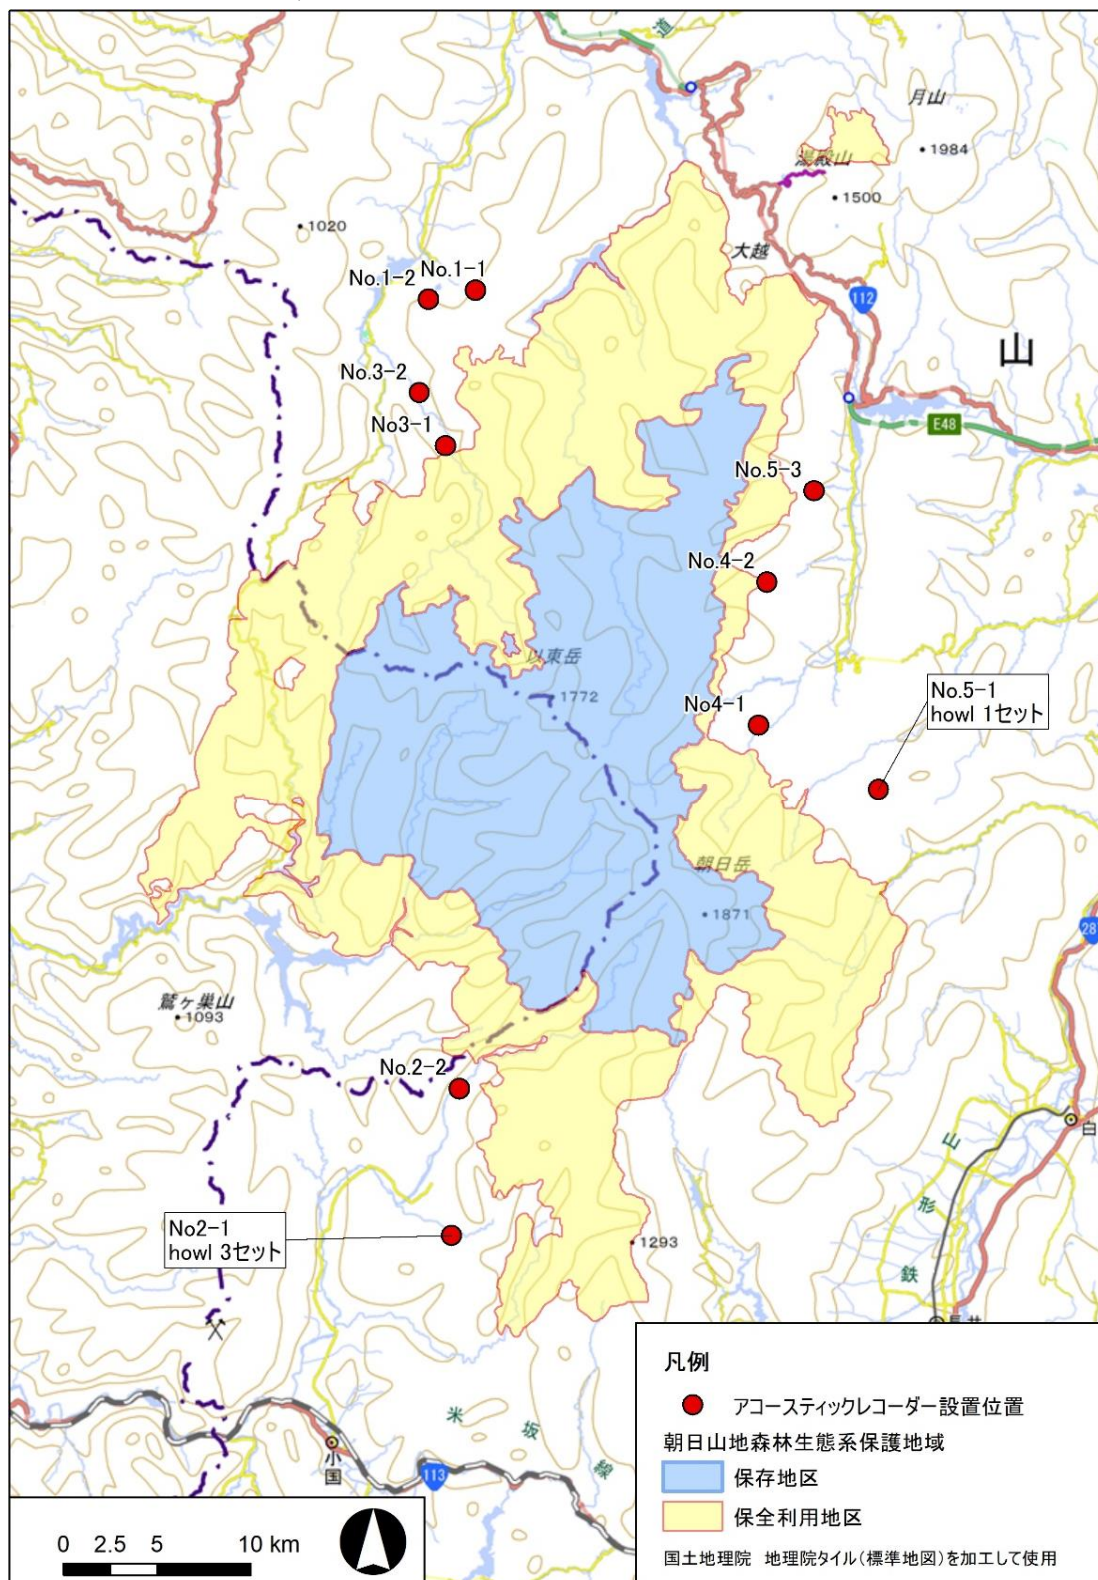 道
月山
1984
湯殿山
1500
1020
大越
No.1-2
No.1-1
112
山
No.3-2
No3-1
E48
No.5-3
No.4-2
以東岳
1772
No4-1
No.5-1
howl 1セット
朝日岳
1871
28
鷲ヶ巣山
1093
No.2-2
白
山
形
鉄
No2-1
howl 3セット
1293
長井
米
坂
線
小
国
113
凡例
アコースティックレコーダー設置位置
朝日山地森林生態系保護地域
保存地区
保全利用地区
国土地理院 地理院タイル(標準地図)を加工して使用
0 2.5 5 10 km